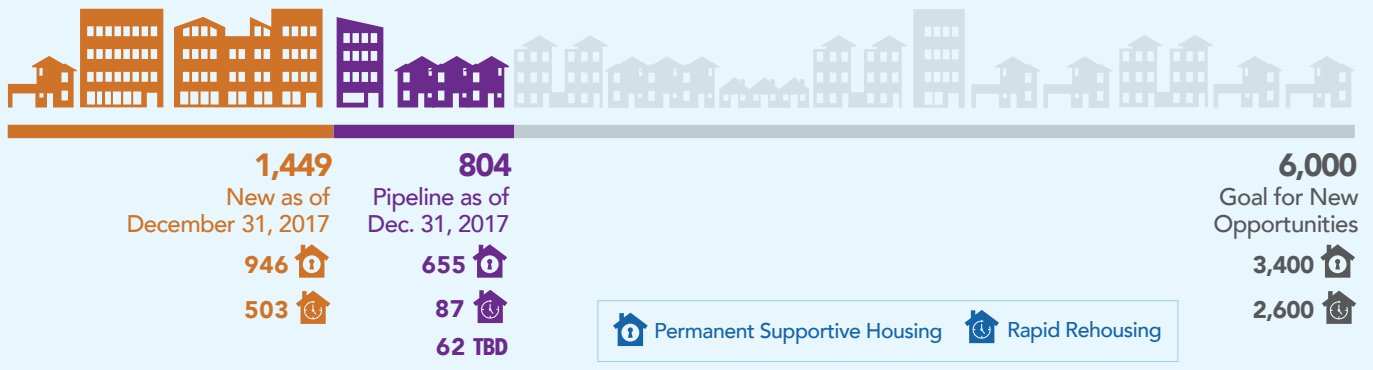 1,449
New as of
December 31, 2017
946
503
804
Pipeline as of
Dec. 31, 2017
655
87
62 TBD
6,000
Goal for New
Opportunities
3,400
2,600
Permanent Supportive Housing
Rapid Rehousing